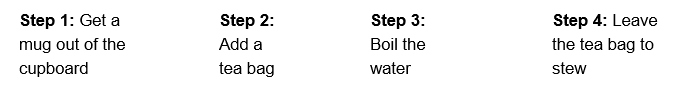 Step 1: Get a
mug out of the
cupboard
Step 2:
Add a
tea bag
Step 3:
Boil the
water
Step 4: Leave
the tea bag to
stew